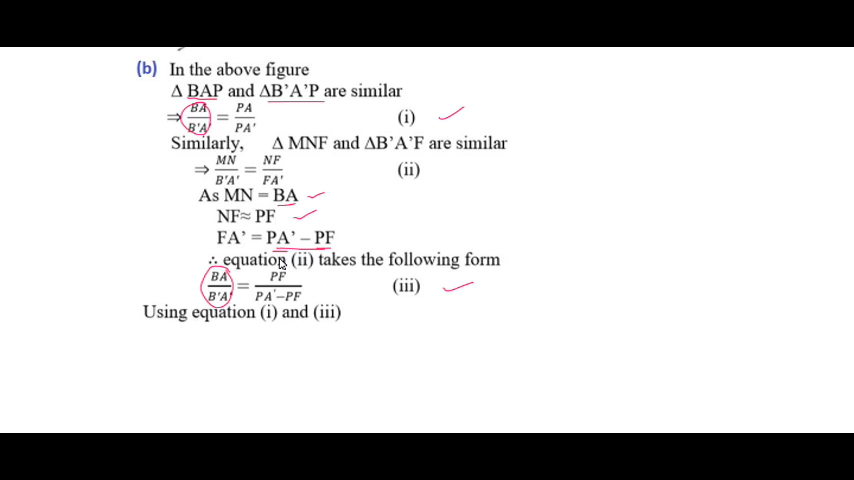 (b) In the above figure
Δ BAP and ΔB’A’P are similar
⇒ BA/B'A' = PA/PA' (i)
Similarly, Δ MNF and ΔB’A’F are similar
⇒ MN/B'A' = NF/FA' (ii)
As MN = BA
NF≈ PF
FA’ = PA’ – PF
∴ equation (ii) takes the following form
BA/B'A' = PF/PA'−PF (iii)
Using equation (i) and (iii)